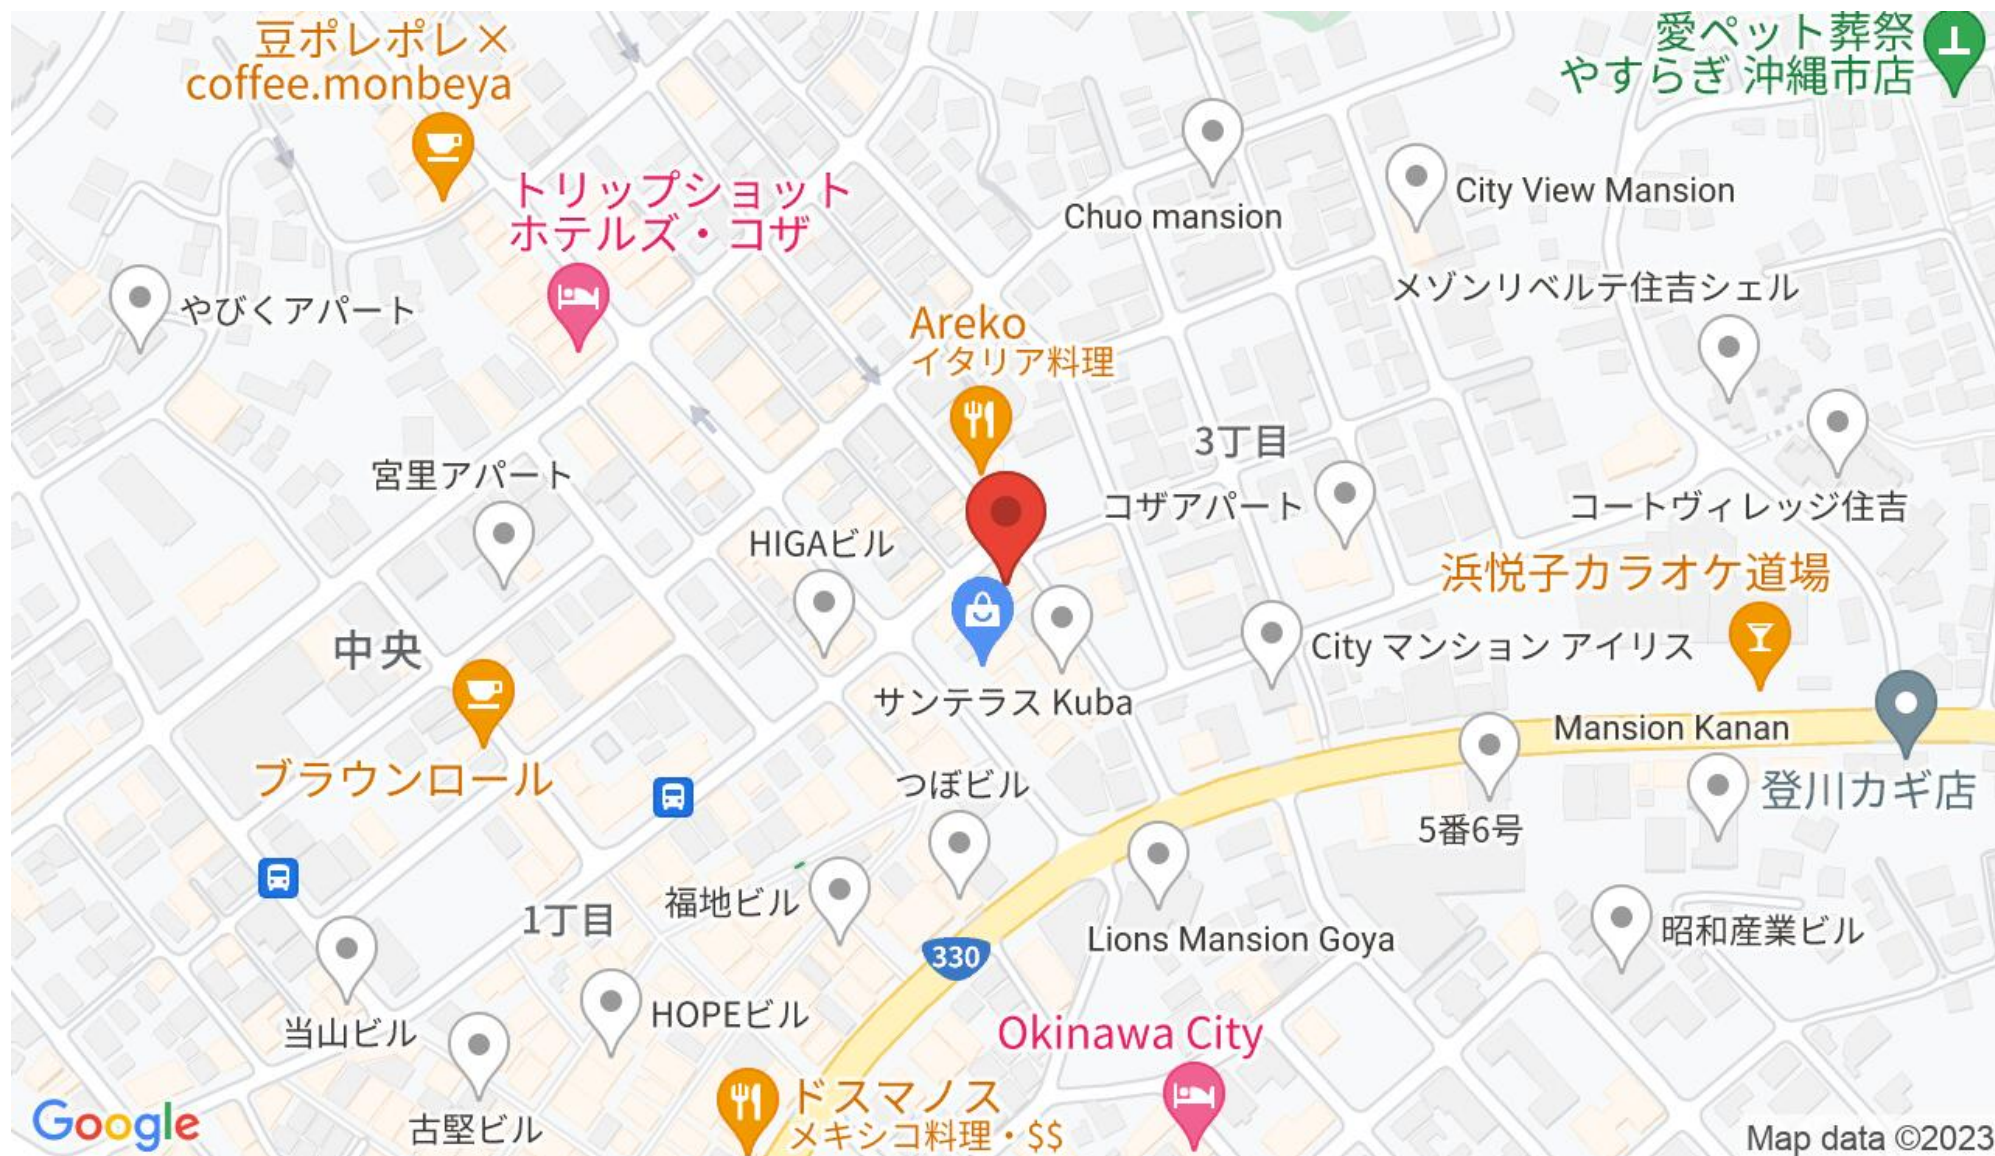 豆ポレポレ×
coffee.monbeya
愛ペット葬祭
やすらぎ 沖縄市店
トリップショット
ホテルズ・コザ
Chuo mansion
City View Mansion
やびくアパート
メゾンリベルテ住吉シェル
Areko
イタリア料理
3丁目
宮里アパート
コザアパート
コートヴィレッジ住吉
HIGAビル
浜悦子カラオケ道場
中央
City マンション アイリス
サンテラス Kuba
Mansion Kanan
ブラウンロール
つぼビル
登川カギ店
5番6号
福地ビル
1丁目
Lions Mansion Goya
昭和産業ビル
330
HOPEビル
当山ビル
Okinawa City
ドスマノス
メキシコ料理・$$
古堅ビル
Google
Map data ©2023